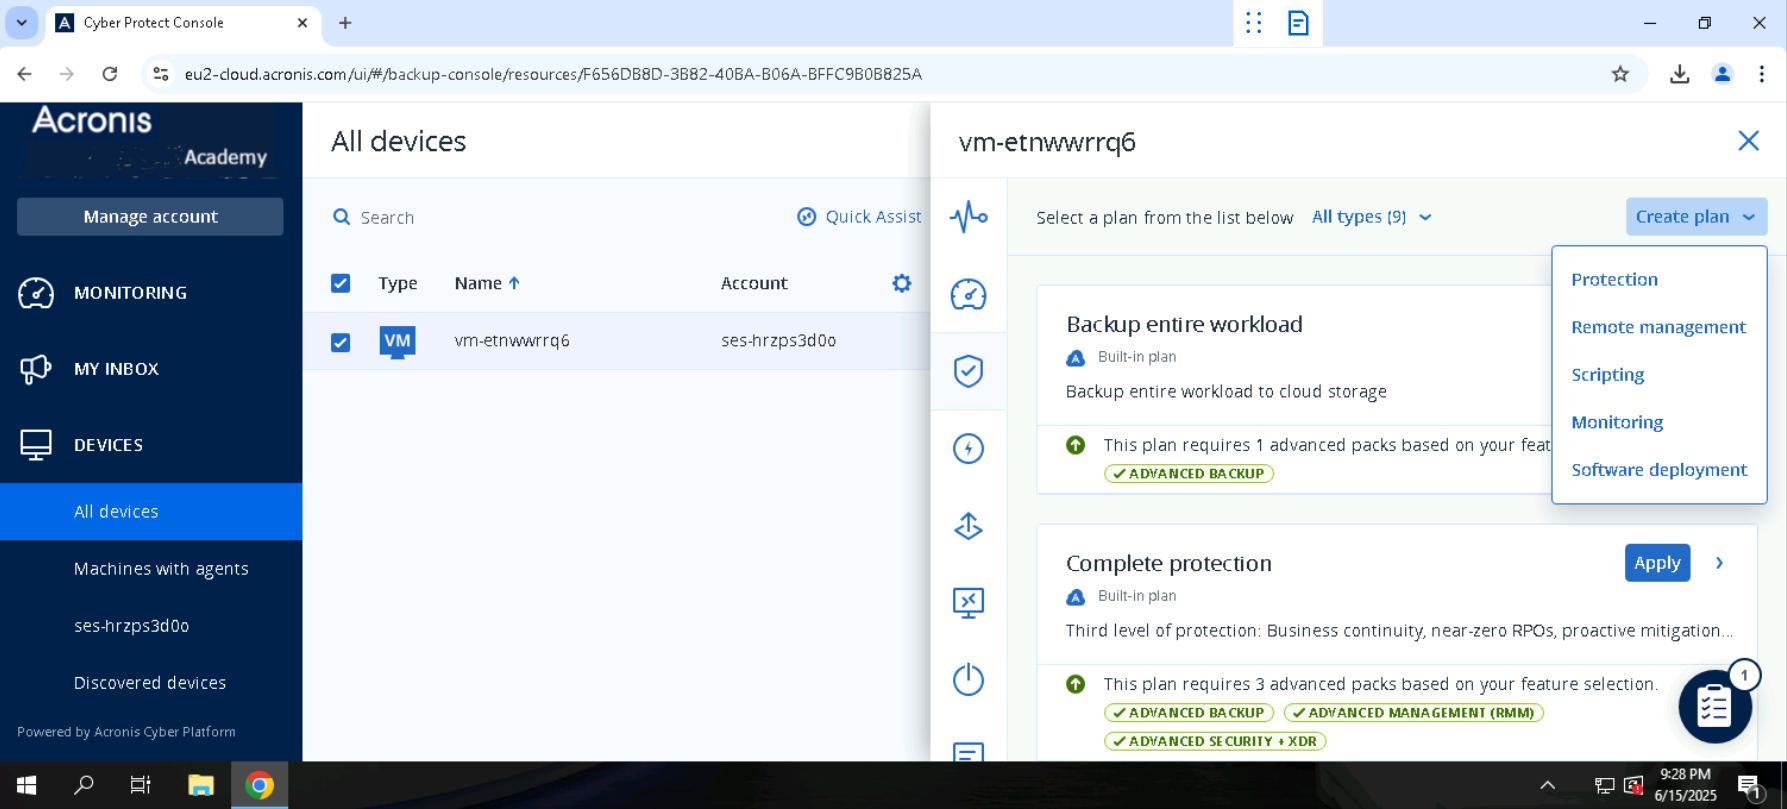 Cyber Protect Console
eu2-cloud.acronis.com/ui/#/backup-console/resources/F656DB8D-3B82-40BA-B06A-BFFC9B0B825A
Acronis
Academy
Manage account
MONITORING
MY INBOX
DEVICES
All devices
Machines with agents
ses-hrzps3d0o
Discovered devices
Powered by Acronis Cyber Platform
All devices
Search
Quick Assist
Type Name Account
VM vm-etnwwrrq6 ses-hrzps3d0o
vm-etnwwrrq6
Select a plan from the list below All types (9) Create plan
Protection
Remote management
Scripting
Monitoring
Software deployment
Backup entire workload
Built-in plan
Backup entire workload to cloud storage
This plan requires 1 advanced packs based on your feat
ADVANCED BACKUP
Complete protection
Apply
Built-in plan
Third level of protection: Business continuity, near-zero RPOs, proactive mitigation...
This plan requires 3 advanced packs based on your feature selection.
ADVANCED BACKUP ADVANCED MANAGEMENT (RMM)
ADVANCED SECURITY + XDR
1
9:28 PM
6/15/2025
1